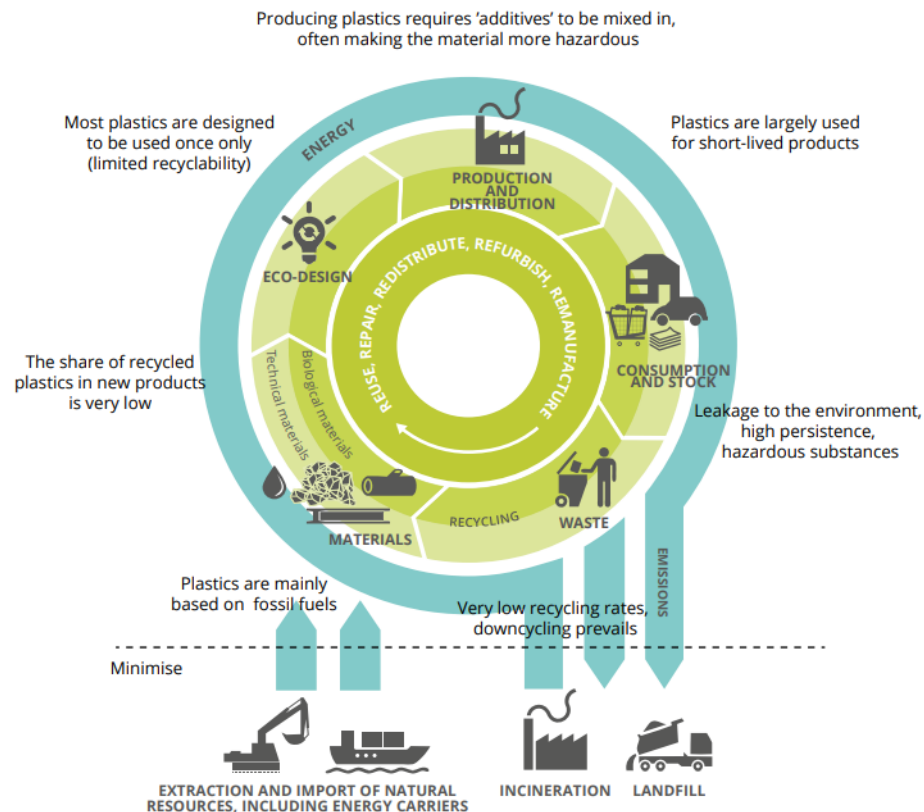 Producing plastics requires 'additives' to be mixed in,
often making the material more hazardous
Most plastics are designed
to be used once only
(limited recyclability)
ENERGY
Plastics are largely used
for short-lived products
PRODUCTION
AND
DISTRIBUTION
ECO-DESIGN
REUSE, REPAIR, REDISTRIBUTE, REFURBISH, REMANUFACTURE
The share of recycled
plastics in new products
is very low
Technical materials
Biological materials
CONSUMPTION
AND STOCK
Leakage to the environment,
high persistence,
hazardous substances
MATERIALS
RECYCLING
WASTE
EMISSIONS
Plastics are mainly
based on fossil fuels
Very low recycling rates,
downcycling prevails
Minimise
EXTRACTION AND IMPORT OF NATURAL
RESOURCES, INCLUDING ENERGY CARRIERS
INCINERATION
LANDFILL